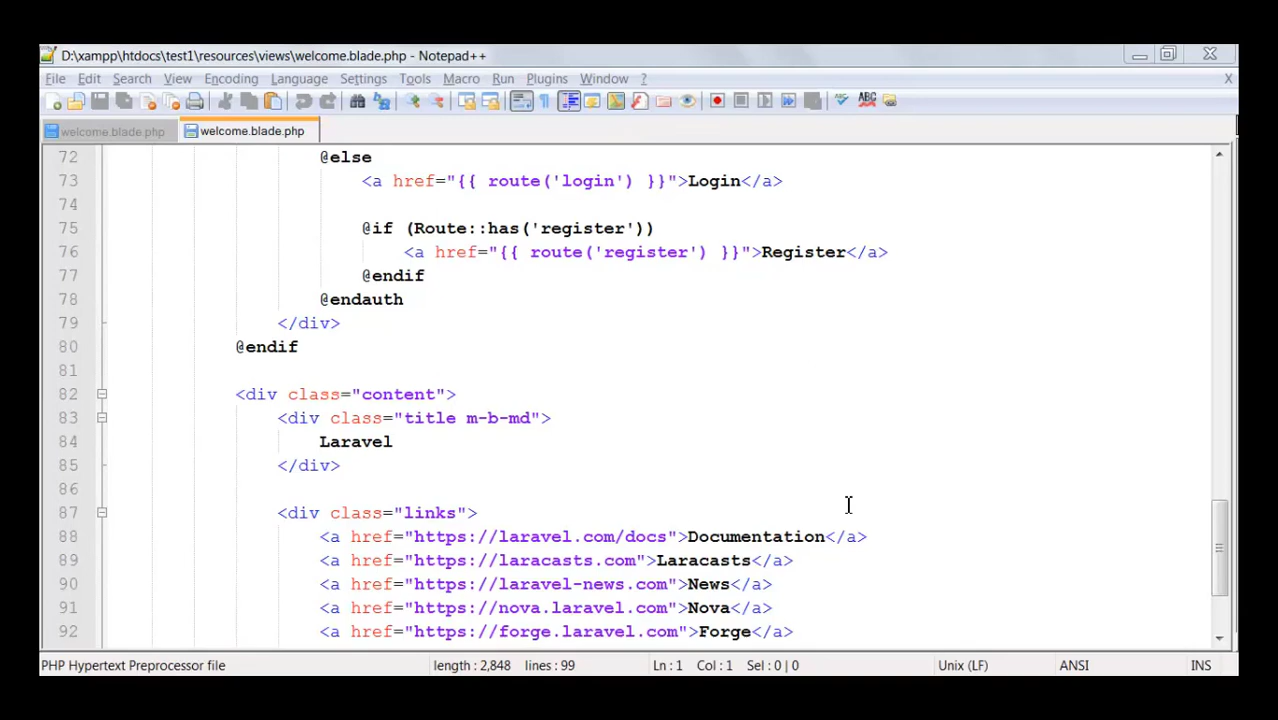 D:\xampp\htdocs\test1\resources\views\welcome.blade.php - Notepad++
File Edit Search View Encoding Language Settings Tools Macro Run Plugins Window ? X
welcome.blade.php welcome.blade.php
72 @else
73 <a href="{{ route('login') }}">Login</a>
74
75 @if (Route::has('register'))
76 <a href="{{ route('register') }}">Register</a>
77 @endif
78 @endauth
79 </div>
80 @endif
81
82 <div class="content">
83 <div class="title m-b-md">
84 Laravel
85 </div>
86
87 <div class="links">
88 <a href="https://laravel.com/docs">Documentation</a>
89 <a href="https://laracasts.com">Laracasts</a>
90 <a href="https://laravel-news.com">News</a>
91 <a href="https://nova.laravel.com">Nova</a>
92 <a href="https://forge.laravel.com">Forge</a>
PHP Hypertext Preprocessor file length : 2,848 lines : 99 Ln : 1 Col : 1 Sel : 0 | 0 Unix (LF) ANSI INS